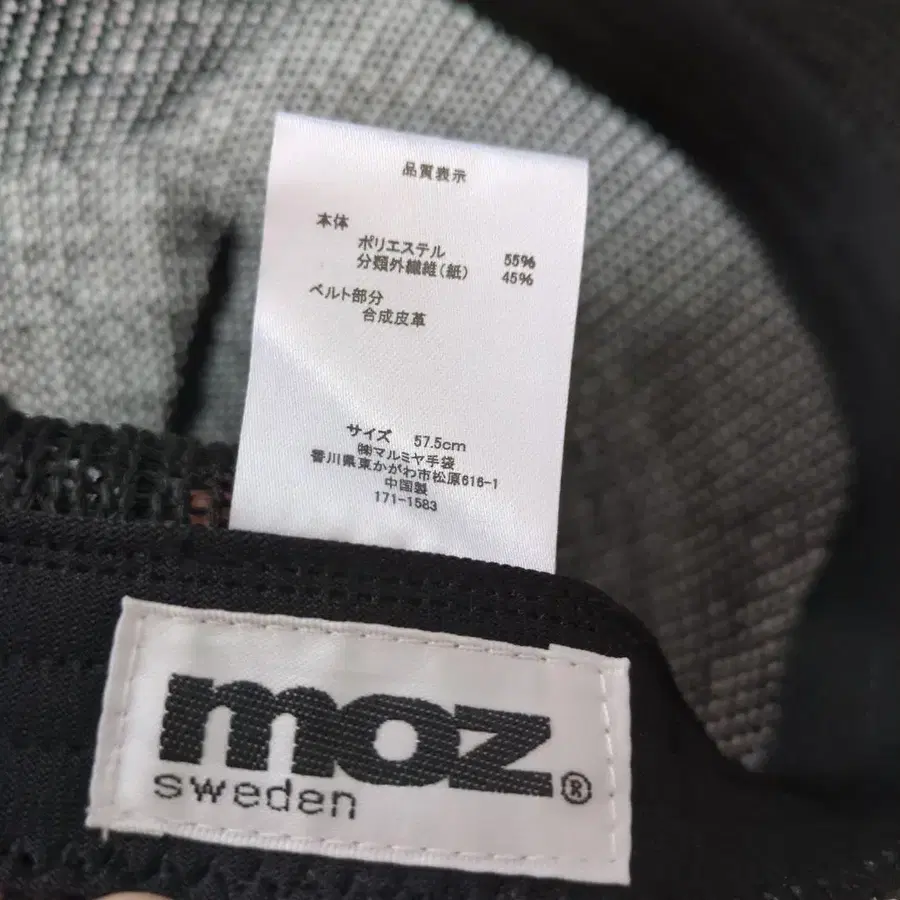 品質表示
本体
ポリエステル 55%
分類外繊維(紙) 45%
ベルト部分
合成皮革
サイズ 57.5cm
㈱マルミヤ手袋
香川県東かがわ市松原616-1
中国製
171-1583
moz
sweden ®